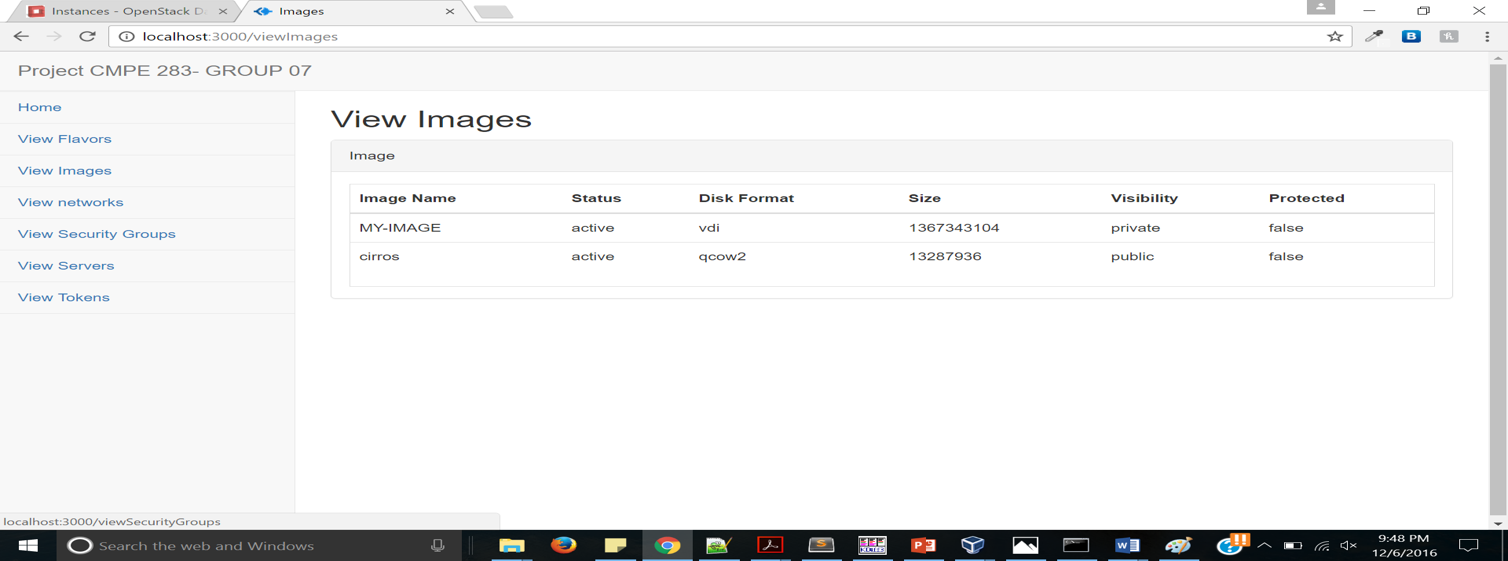 Instances - OpenStack D
Images
localhost:3000/viewImages
Project CMPE 283- GROUP 07
Home
View Flavors
View Images
View networks
View Security Groups
View Servers
View Tokens
View Images
Image
Image Name Status Disk Format Size Visibility Protected
MY-IMAGE active vdi 1367343104 private false
cirros active qcow2 13287936 public false
localhost:3000/viewSecurityGroups
Search the web and Windows
9:48 PM
12/6/2016